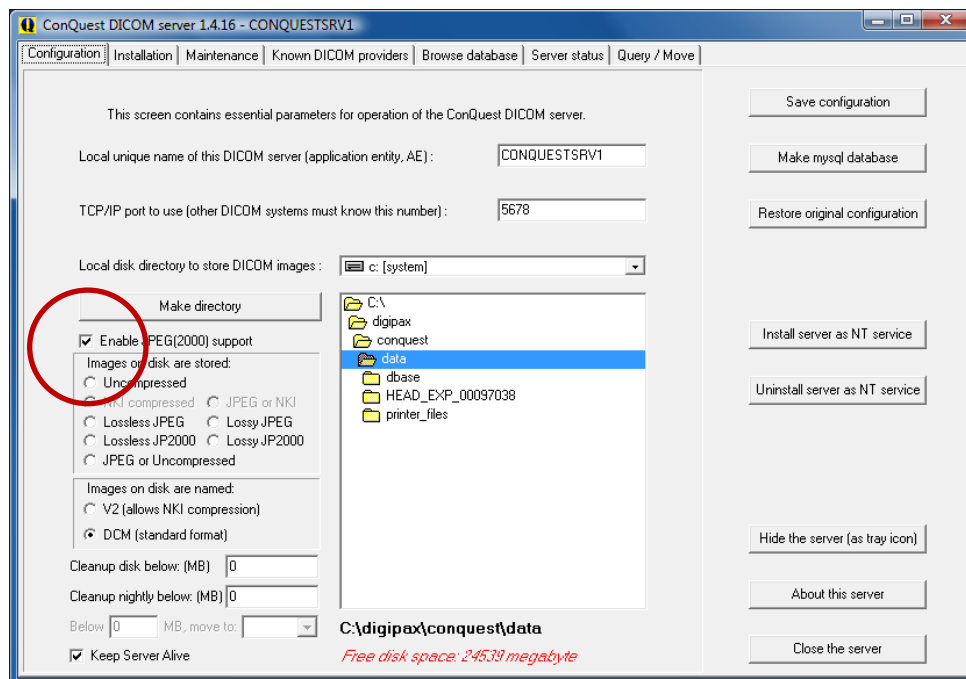 ConQuest DICOM server 1.4.16 - CONQUESTSRV1
Configuration Installation Maintenance Known DICOM providers Browse database Server status Query / Move
This screen contains essential parameters for operation of the ConQuest DICOM server.
Local unique name of this DICOM server (application entity, AE) : CONQUESTSRV1
TCP/IP port to use (other DICOM systems must know this number) : 5678
Local disk directory to store DICOM images : c: [system]
Make directory
Enable JPEG(2000) support
Images on disk are stored:
Uncompressed
NKI compressed JPEG or NKI
Lossless JPEG Lossy JPEG
Lossless JP2000 Lossy JP2000
JPEG or Uncompressed
Images on disk are named:
V2 (allows NKI compression)
DCM (standard format)
Cleanup disk below: (MB) 0
Cleanup nightly below: (MB) 0
Below 0 MB, move to:
Keep Server Alive
C:\
digipax
conquest
data
dbase
HEAD_EXP_00097038
printer_files
C:\digipax\conquest\data
Free disk space: 24539 megabyte
Save configuration
Make mysql database
Restore original configuration
Install server as NT service
Uninstall server as NT service
Hide the server (as tray icon)
About this server
Close the server